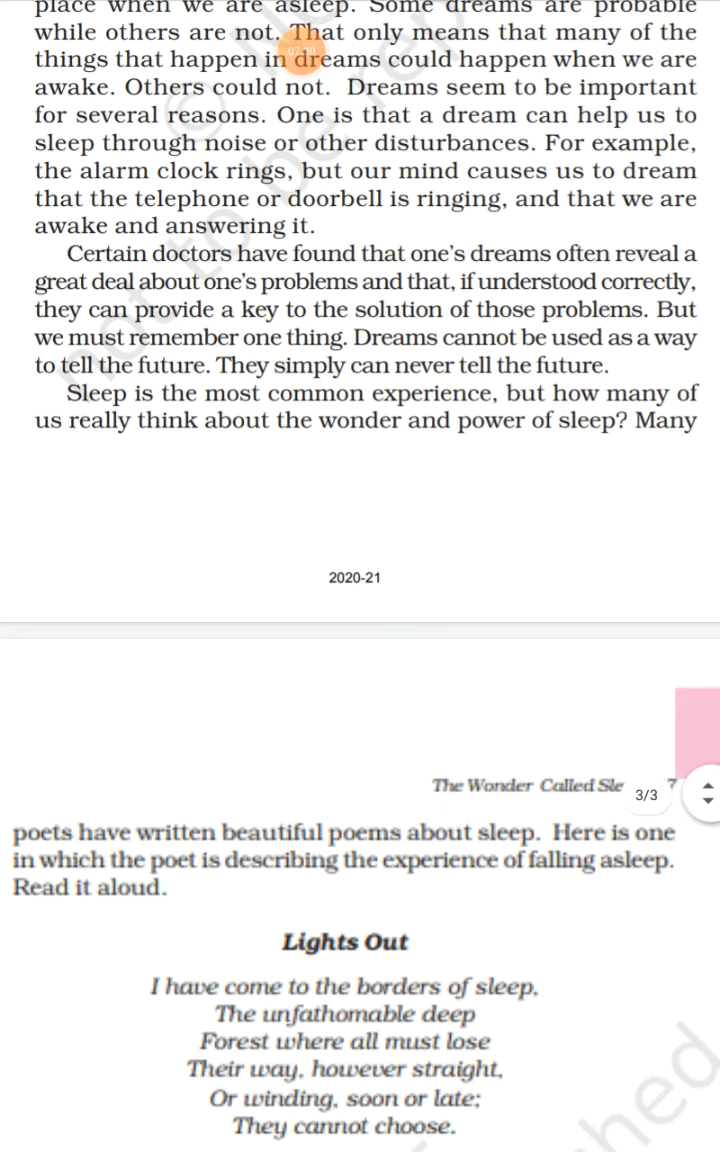 place when we are asleep. Some dreams are probable
while others are not. That only means that many of the
things that happen in dreams could happen when we are
awake. Others could not. Dreams seem to be important
for several reasons. One is that a dream can help us to
sleep through noise or other disturbances. For example,
the alarm clock rings, but our mind causes us to dream
that the telephone or doorbell is ringing, and that we are
awake and answering it.
Certain doctors have found that one's dreams often reveal a
great deal about one's problems and that, if understood correctly,
they can provide a key to the solution of those problems. But
we must remember one thing. Dreams cannot be used as a way
to tell the future. They simply can never tell the future.
Sleep is the most common experience, but how many of
us really think about the wonder and power of sleep? Many
2020-21
The Wonder Called Sle 7
3/3
poets have written beautiful poems about sleep. Here is one
in which the poet is describing the experience of falling asleep.
Read it aloud.
Lights Out
I have come to the borders of sleep,
The unfathomable deep
Forest where all must lose
Their way, however straight,
Or winding, soon or late;
They cannot choose.
not to be rep
hed